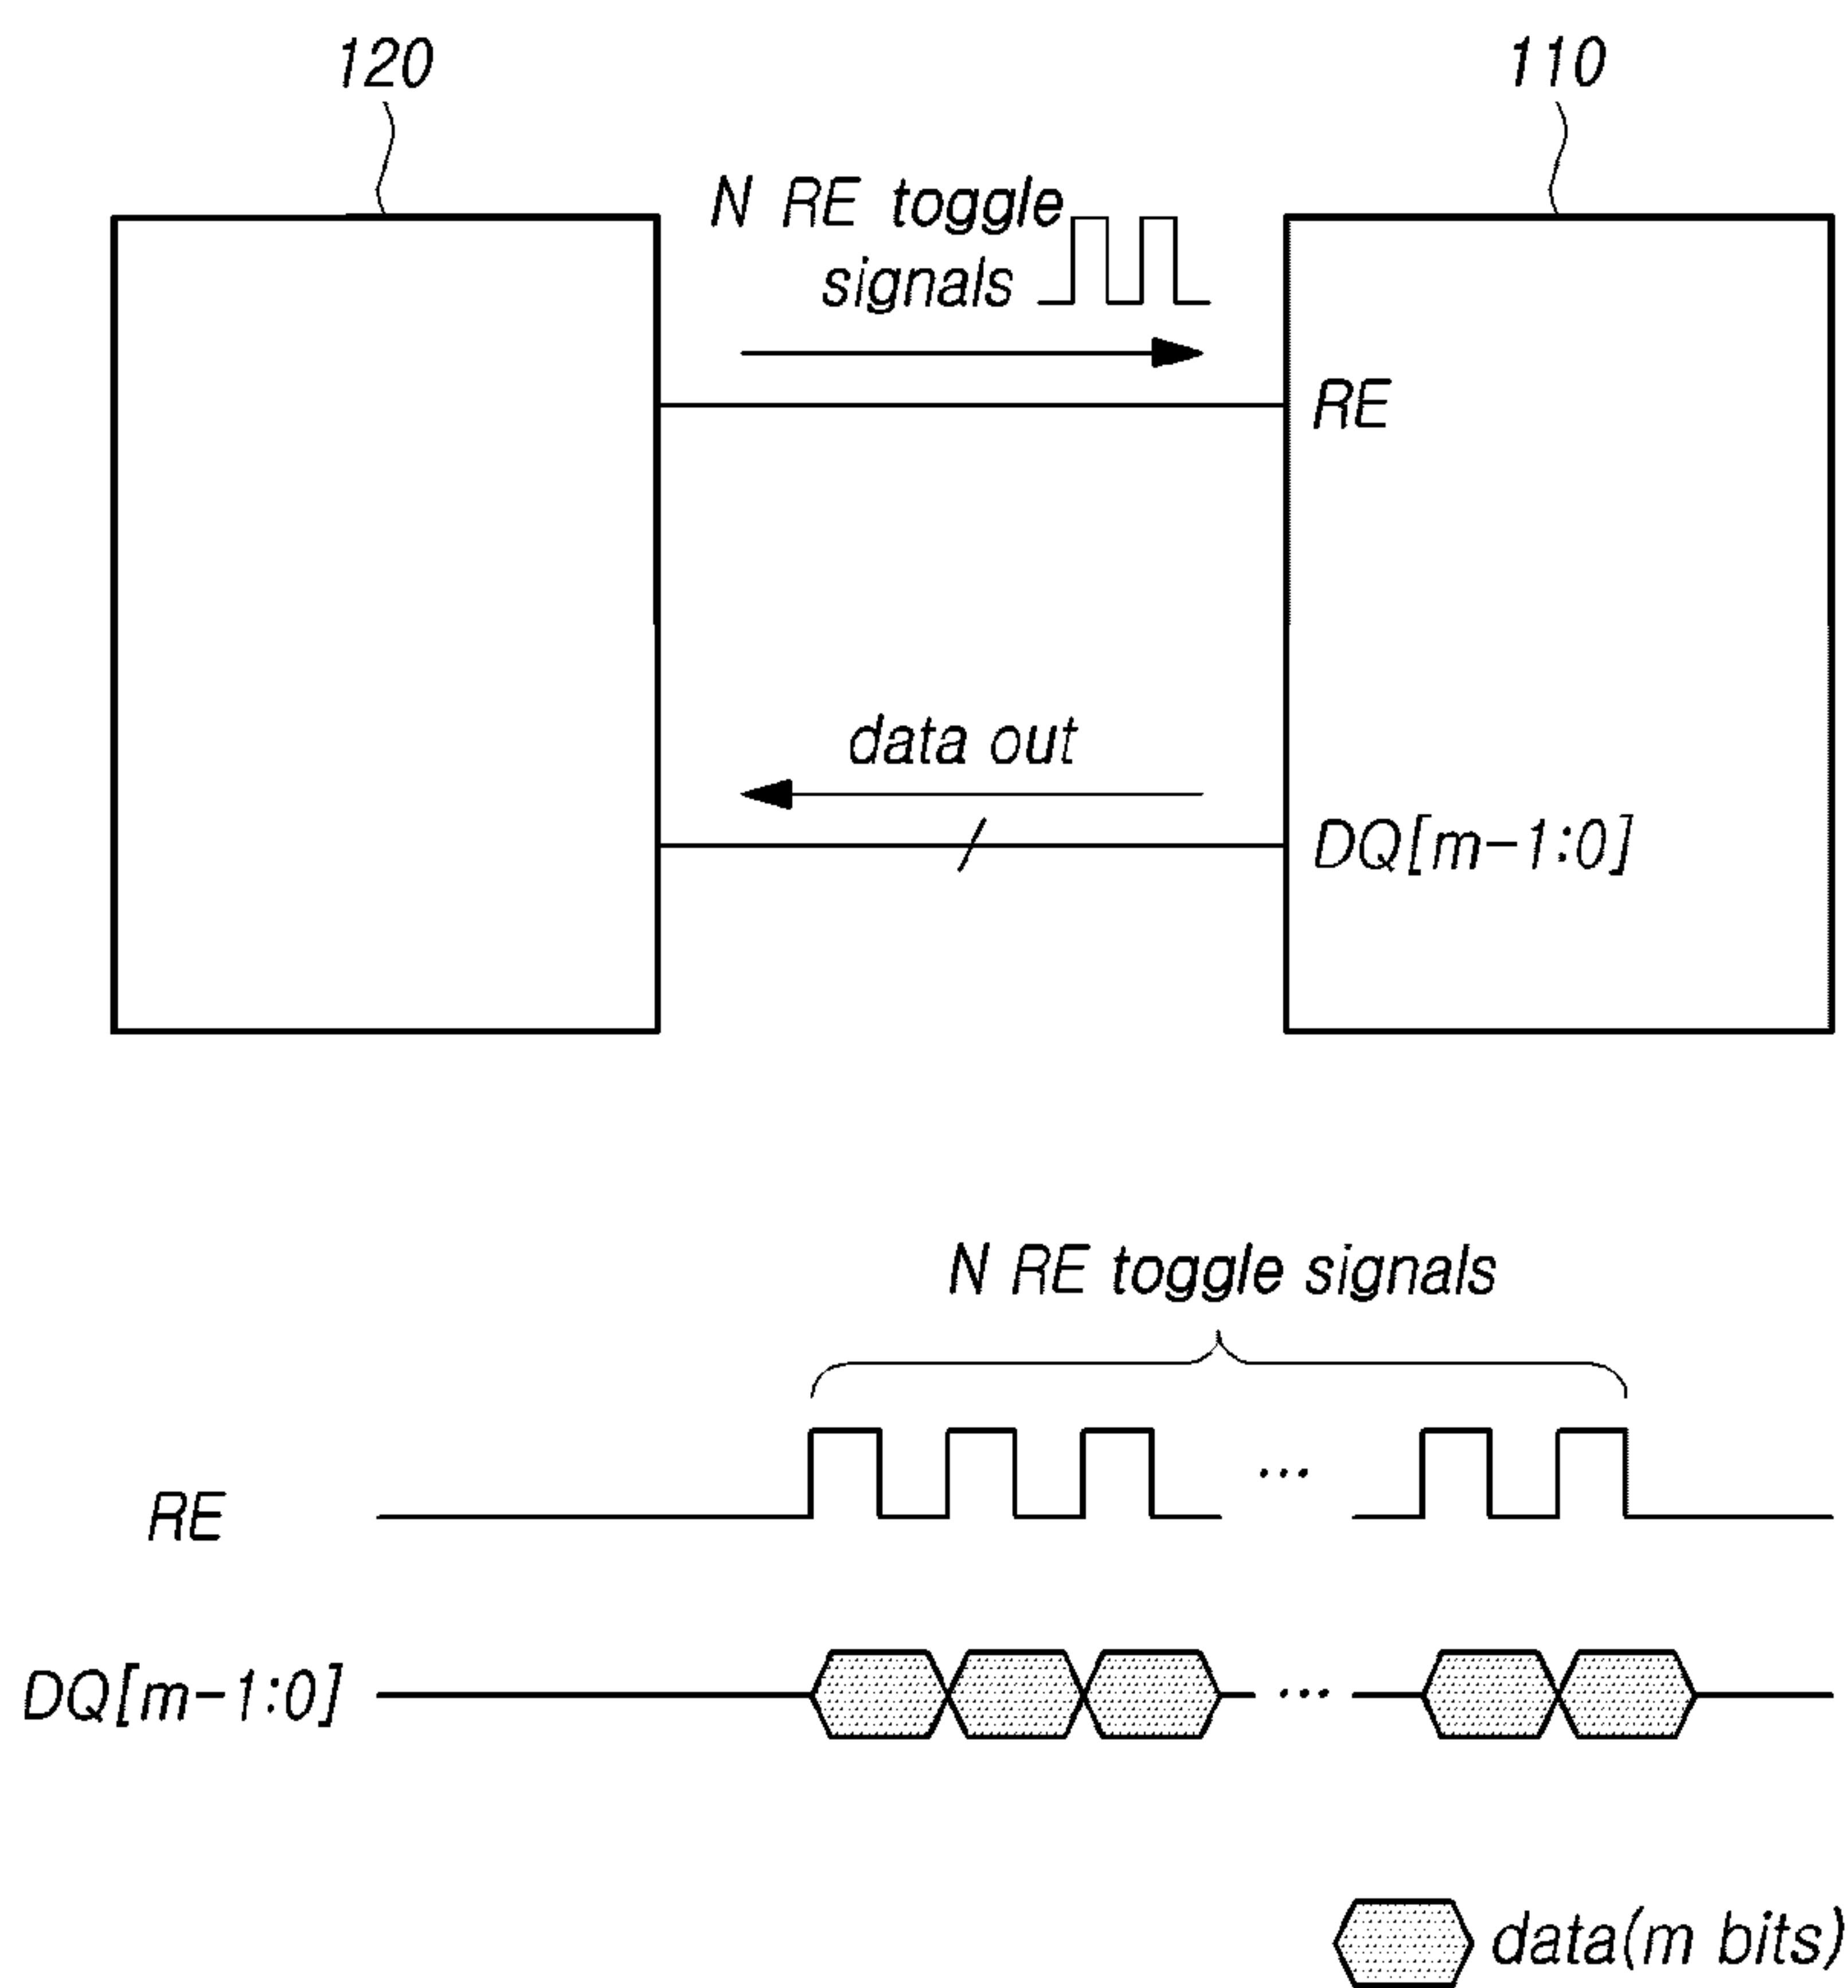 120
110
N RE toggle
signals
RE
data out
DQ[m-1:0]
N RE toggle signals
...
RE
DQ[m-1:0]
...
data(m bits)